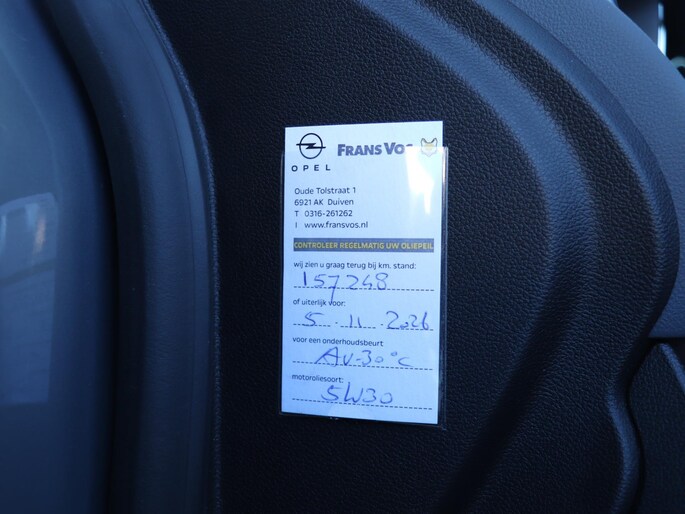 FRANS VOS
OPEL
Oude Tolstraat 1
6921 AK Duiven
T 0316-261262
I www.fransvos.nl
CONTROLEER REGELMATIG UW OLIEPEIL
wij zien u graag terug bij km. stand:
157248
of uiterlijk voor:
5.11.2026
voor een onderhoudsbeurt
AV-30°C
motoroliesoort:
5W30